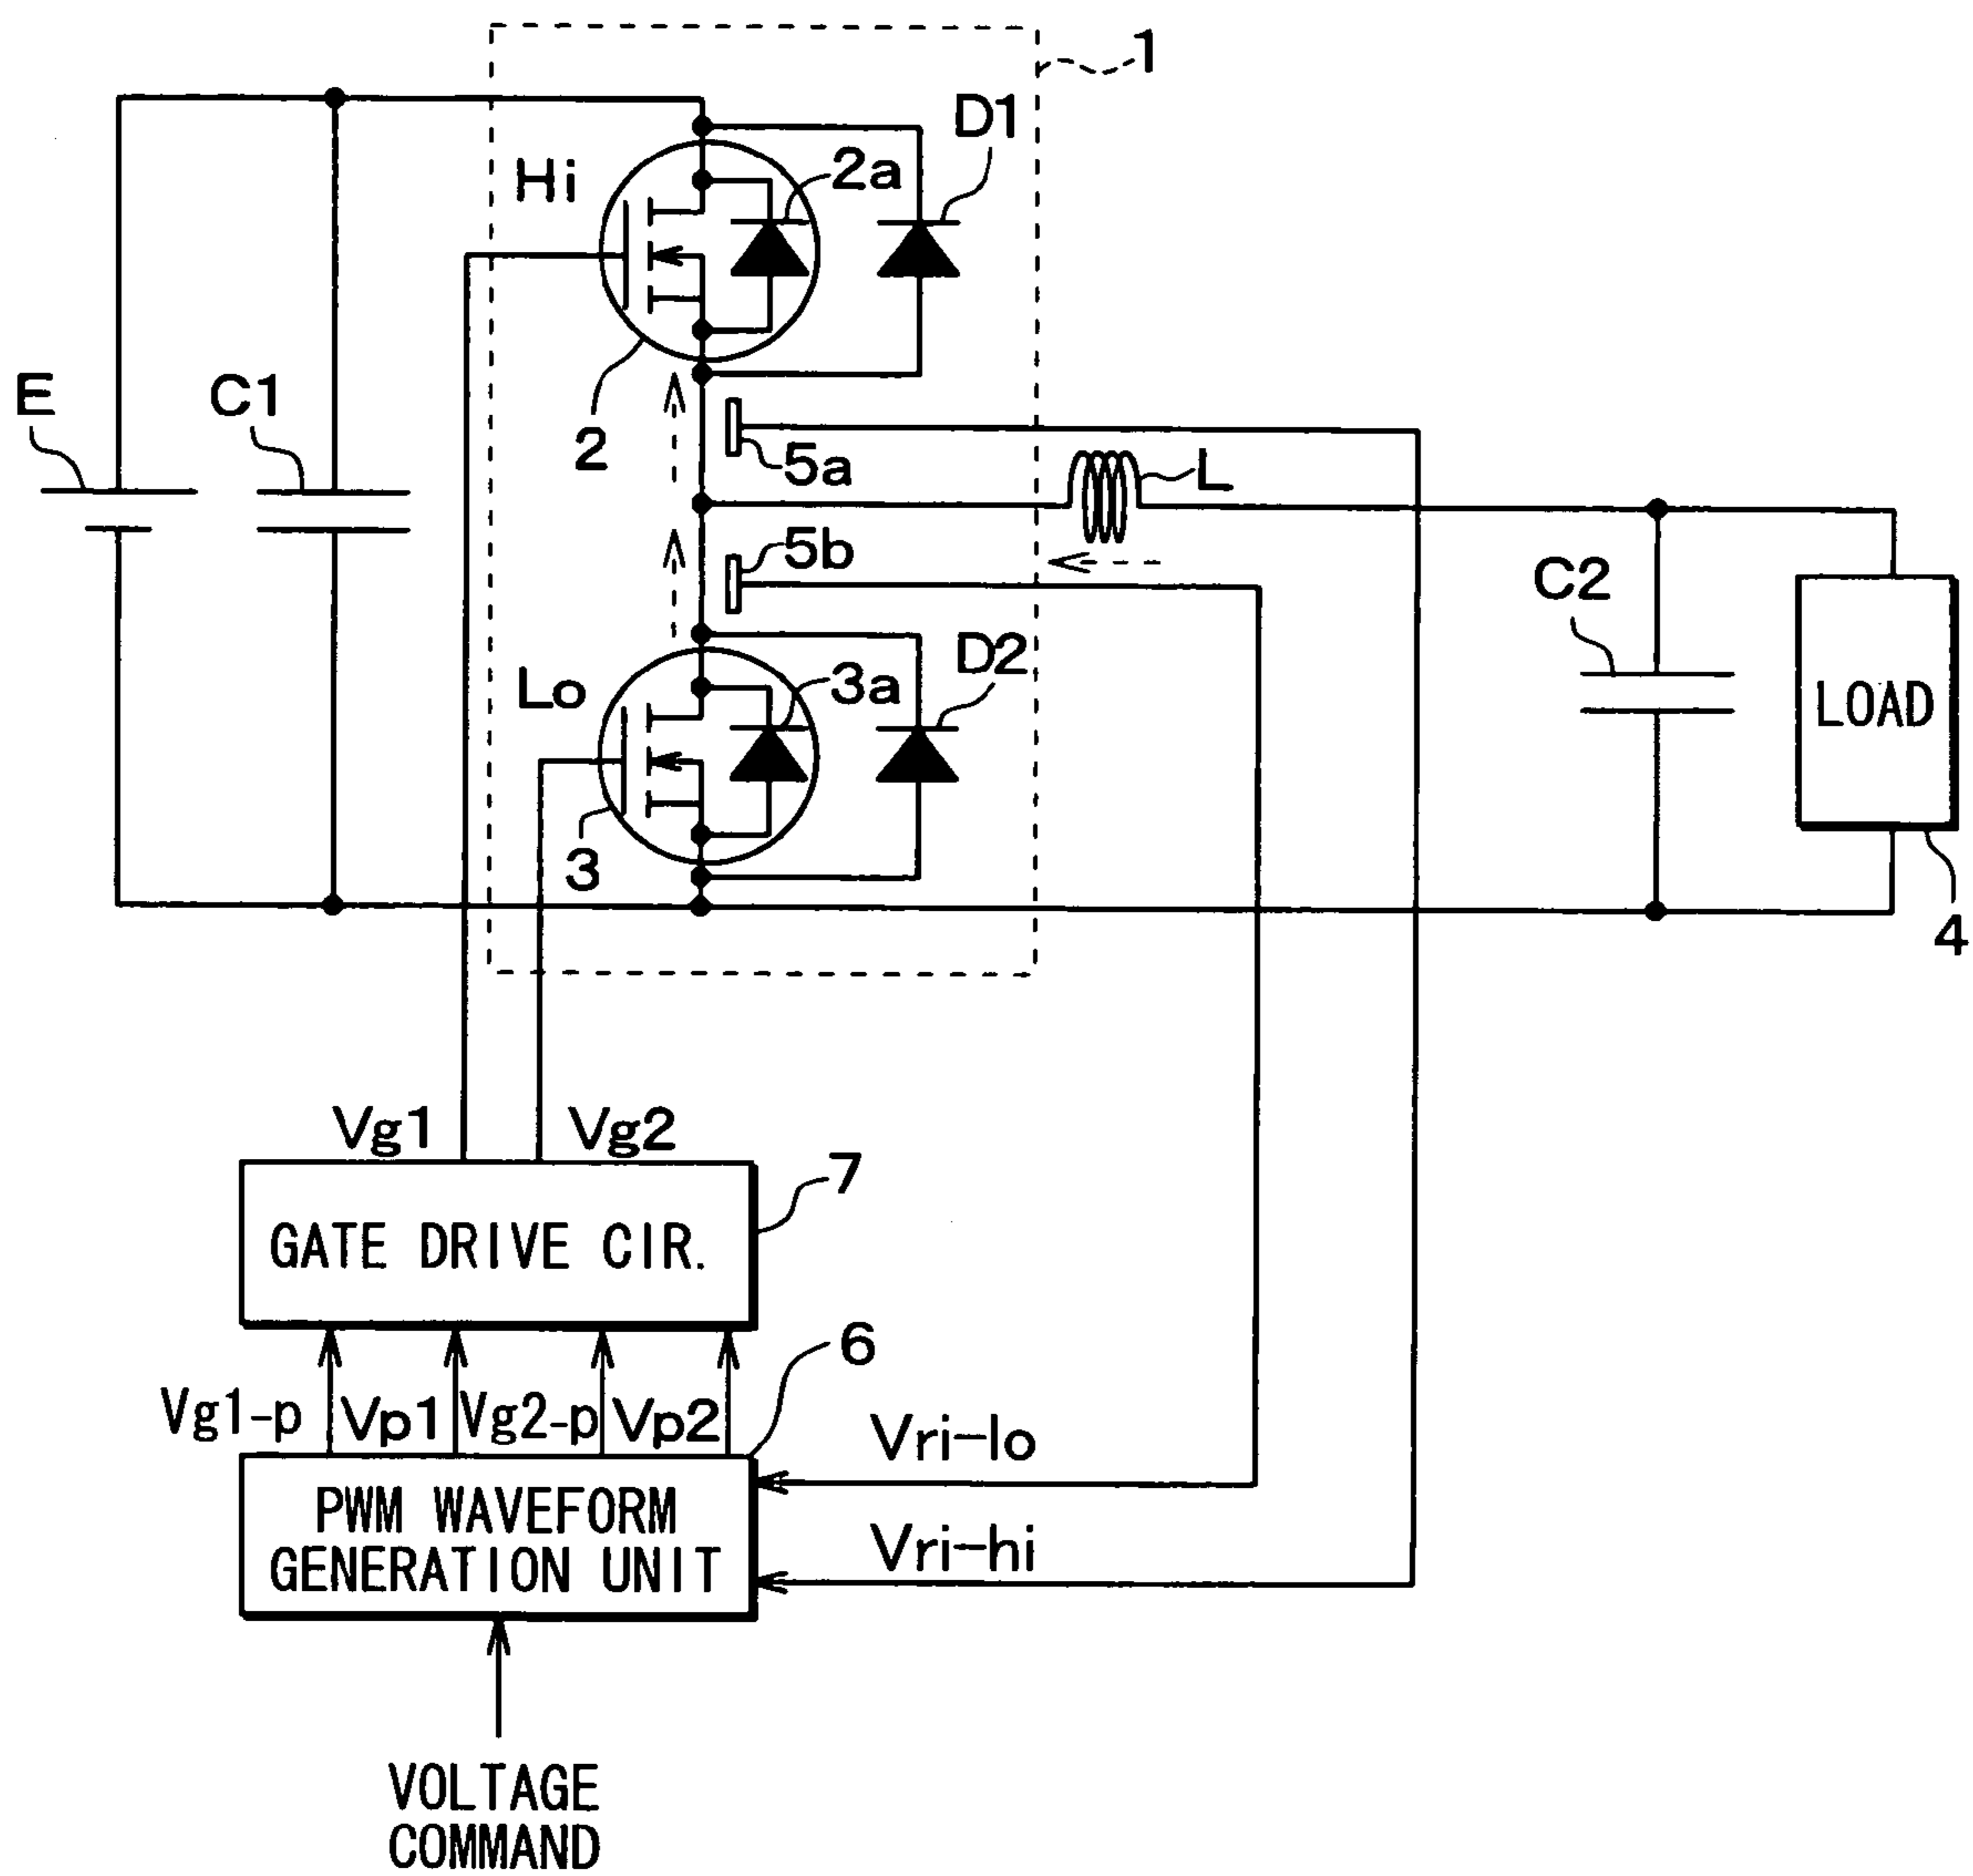 1
D1
Hi
2a
E
C1
2
5a
L
5b
C2
Lo
3a
D2
LOAD
3
4
Vg1
Vg2
7
GATE DRIVE CIR.
6
Vg1-p
Vp1
Vg2-p
Vp2
Vri-lo
PWM WAVEFORM
GENERATION UNIT
Vri-hi
VOLTAGE
COMMAND